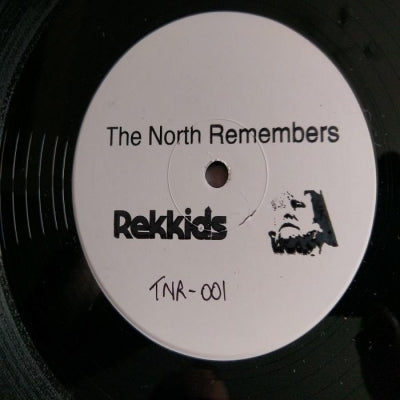 The North Remembers
Rekkids
TNR-001